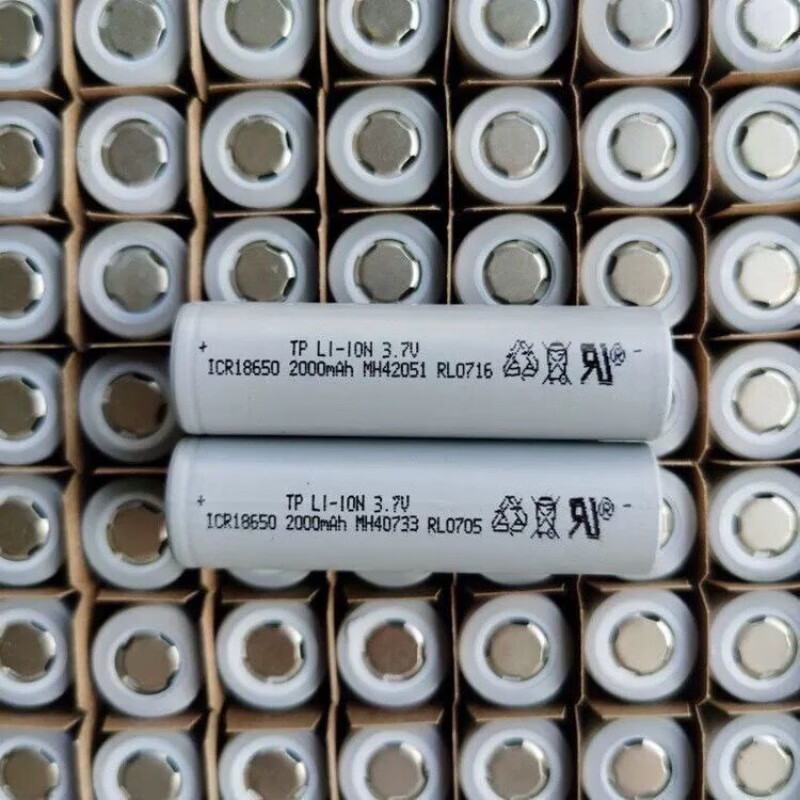 + TP LI-ION 3.7V -
ICR18650 2000mAh MH42051 RL0716 ®
+ TP LI-ION 3.7V -
ICR18650 2000mAh MH40733 RL0705 ®